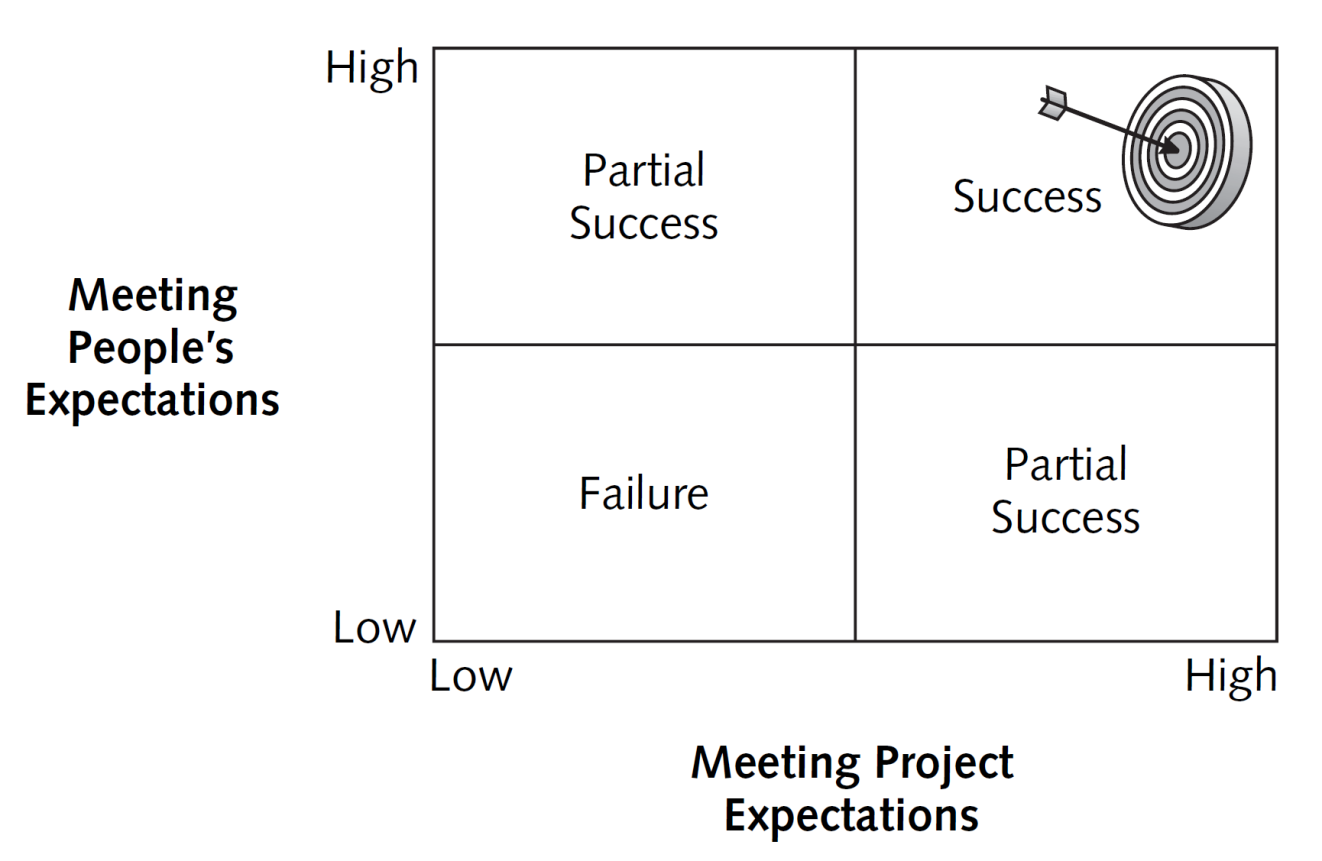 High
Partial
Success
Success
Meeting
People's
Expectations
Failure
Partial
Success
Low
Low
High
Meeting Project
Expectations